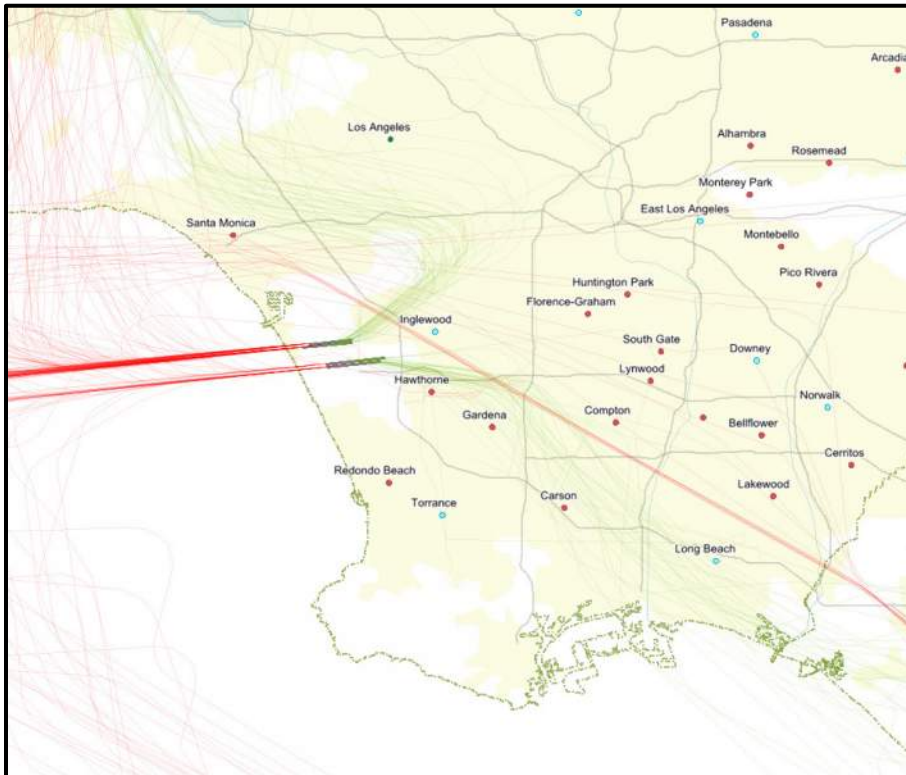 Pasadena
Arcadia
Los Angeles
Alhambra
Rosemead
Monterey Park
East Los Angeles
Santa Monica
Montebello
Pico Rivera
Huntington Park
Florence-Graham
Inglewood
South Gate
Downey
Lynwood
Hawthorne
Norwalk
Gardena
Compton
Bellflower
Cerritos
Redondo Beach
Lakewood
Torrance
Carson
Long Beach